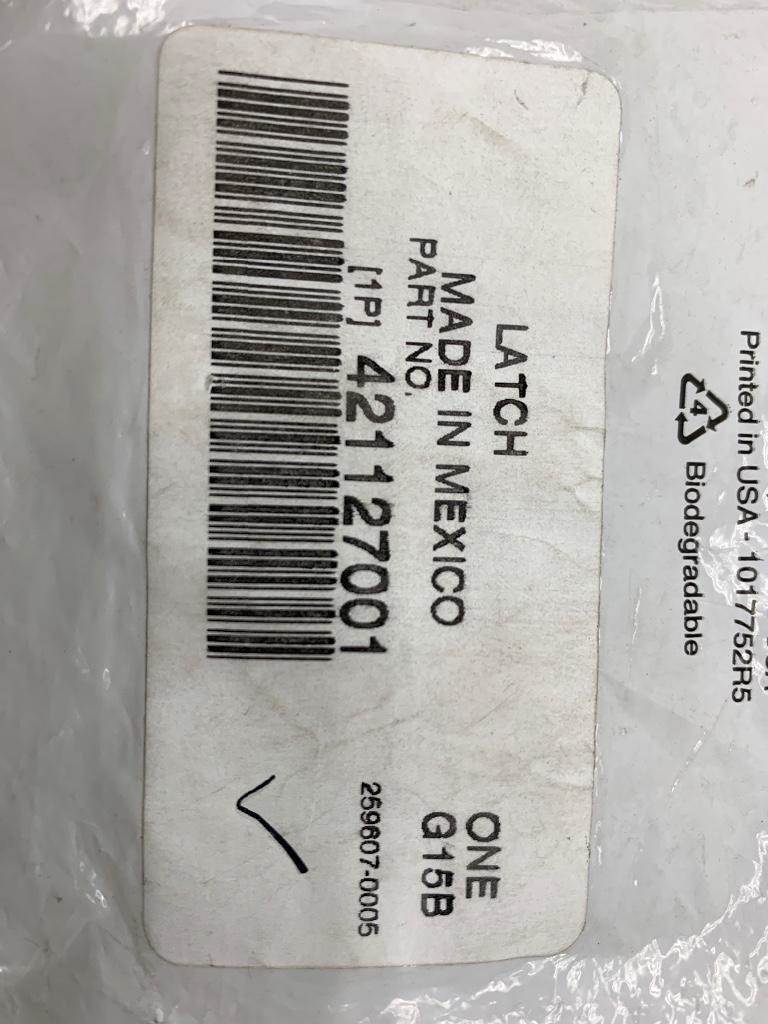 Printed in USA - 1017752R5
4 Biodegradable
LATCH ONE
MADE IN MEXICO G15B
PART NO.
[1P] 421127001 259607-0005